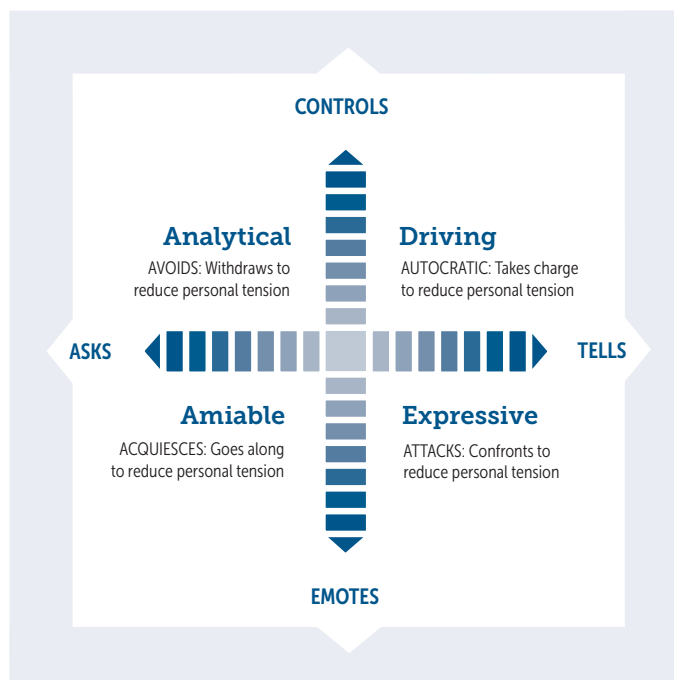 CONTROLS
Analytical
AVOIDS: Withdraws to
reduce personal tension
Driving
AUTOCRATIC: Takes charge
to reduce personal tension
ASKS
TELLS
Amiable
ACQUIESCES: Goes along
to reduce personal tension
Expressive
ATTACKS: Confronts to
reduce personal tension
EMOTES